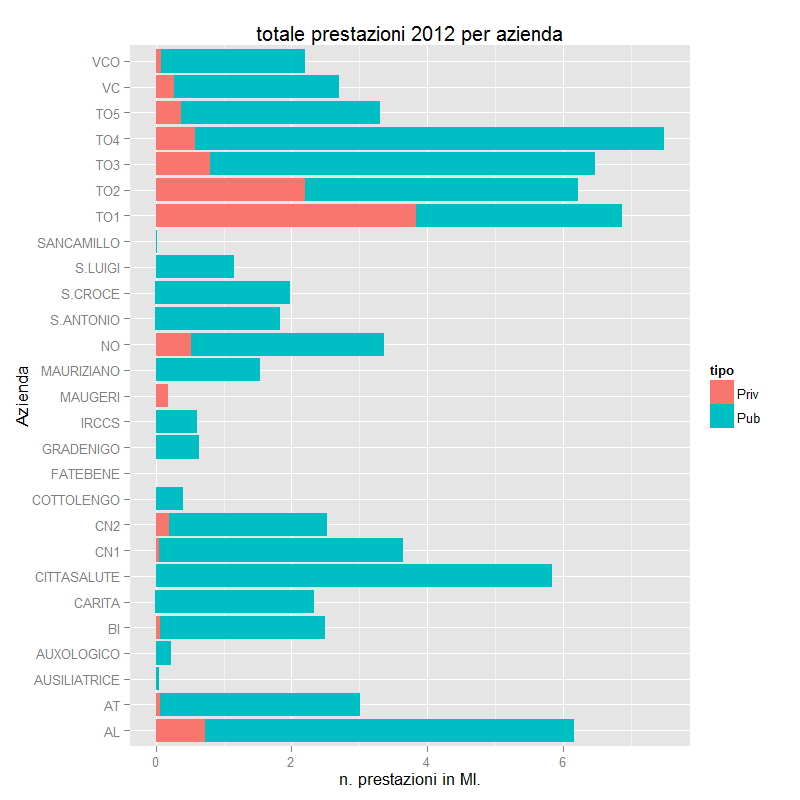 totale prestazioni 2012 per azienda
VCO
VC
TO5
TO4
TO3
TO2
TO1
SANCAMILLO
S.LUIGI
S.CROCE
S.ANTONIO
NO
MAURIZIANO
MAUGERI
IRCCS
GRADENIGO
FATEBENE
COTTOLENGO
CN2
CN1
CITTASALUTE
CARITA
BI
AUXOLOGICO
AUSILIATRICE
AT
AL
Azienda
0 2 4 6
n. prestazioni in Ml.
tipo
Priv
Pub